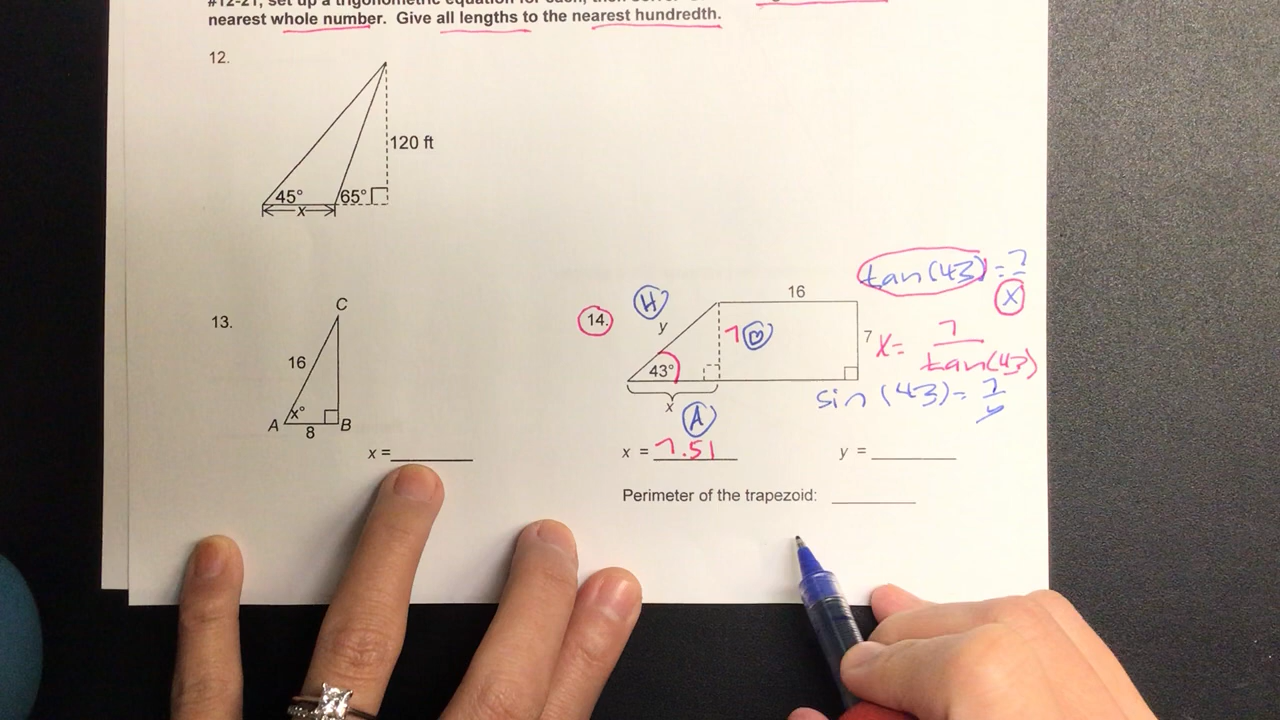 nearest whole number. Give all lengths to the nearest hundredth.
12.
120 ft
45°
65°
x
13.
C
16
x°
A
8
B
x =
14.
H
y
16
7
7
43°
x
A
tan(43) = 7/x
x = 7/tan(43)
sin (43) = 7/y
x = 7.51
y =
Perimeter of the trapezoid: